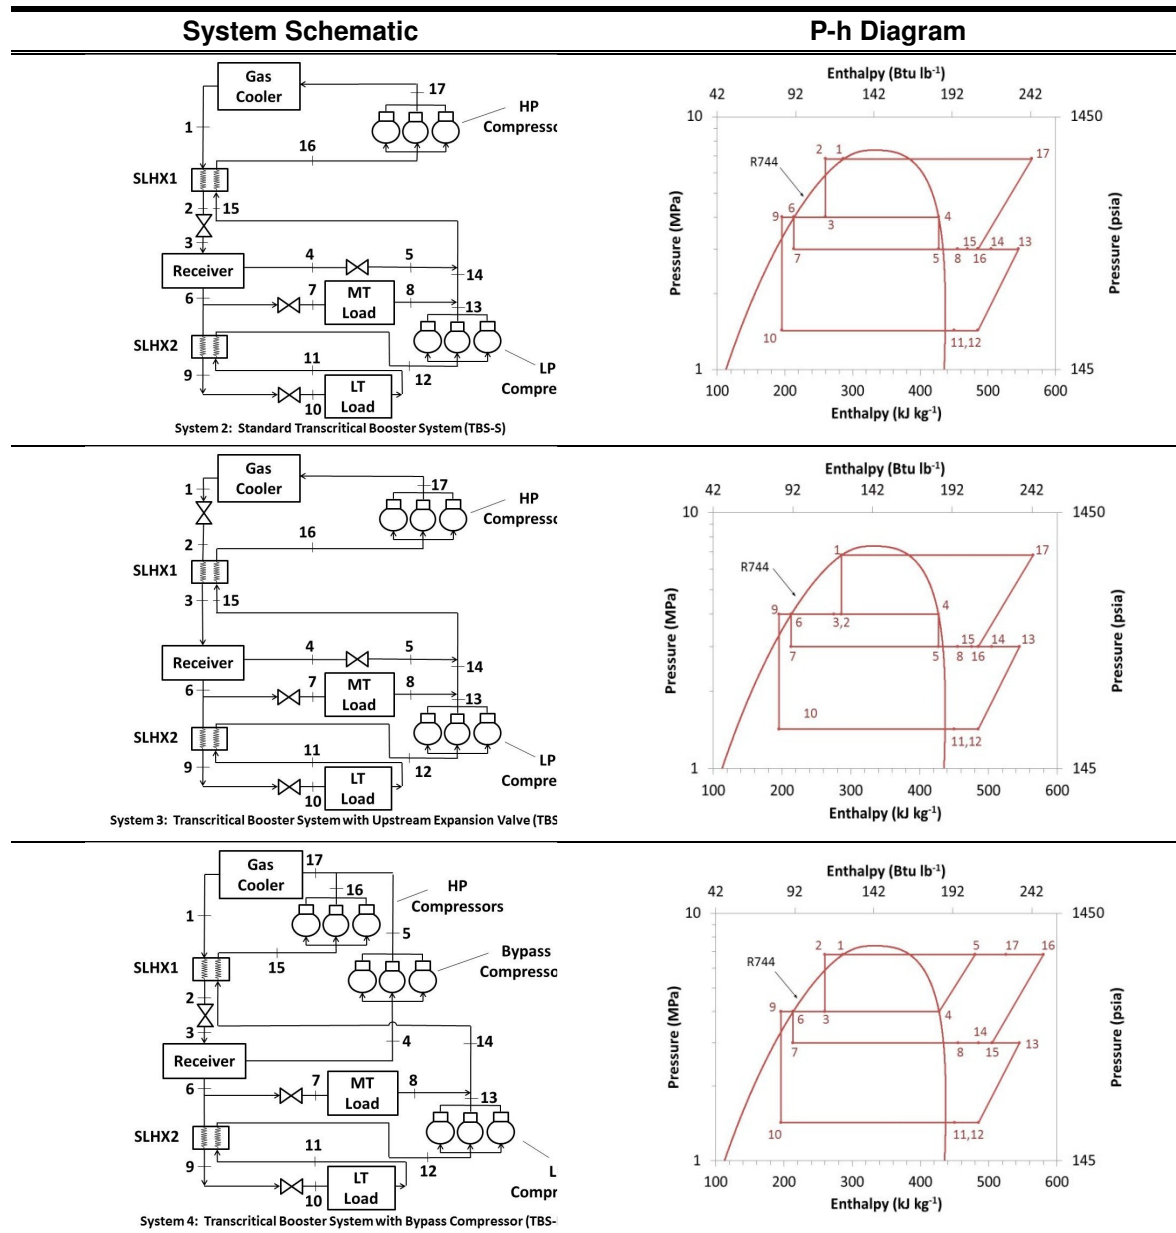 System Schematic P-h Diagram
Gas
Cooler
17
HP
Compresso
1
16
SLHX1
2 15
3
Receiver
4 5
14
6
7 MT
Load 8
13
SLHX2
11
12
LP
Compre
9
10 LT
Load
System 2: Standard Transcritical Booster System (TBS-S)
Enthalpy (Btu lb-1)
42 92 142 192 242
10 1450
R744
2 1 17
6
9 3 4
7 5 8 15 16 14 13
10 11,12
1 145
100 200 300 400 500 600
Pressure (MPa)
Pressure (psia)
Enthalpy (kJ kg-1)
Gas
Cooler
1
17
HP
Compresso
2
16
SLHX1
3 15
Receiver
4 5
14
6
7 MT
Load 8
13
SLHX2
11
12
LP
Compre
9
10 LT
Load
System 3: Transcritical Booster System with Upstream Expansion Valve (TBS
Enthalpy (Btu lb-1)
42 92 142 192 242
10 1450
R744
1 17
9 6 3,2 4
7 5 8 15 16 14 13
10
11,12
1 145
100 200 300 400 500 600
Pressure (MPa)
Pressure (psia)
Enthalpy (kJ kg-1)
Gas
Cooler
17
16
HP
Compressors
1
5
Bypass
Compresso
SLHX1
15
2
3
Receiver
4 14
6
7 MT
Load 8
13
SLHX2
11
12
L
Compr
9
10 LT
Load
System 4: Transcritical Booster System with Bypass Compressor (TBS-
Enthalpy (Btu lb-1)
42 92 142 192 242
10 1450
R744
2 1 5 17 16
9 6 3 4
7 8 14 15 13
10 11,12
1 145
100 200 300 400 500 600
Pressure (MPa)
Pressure (psia)
Enthalpy (kJ kg-1)